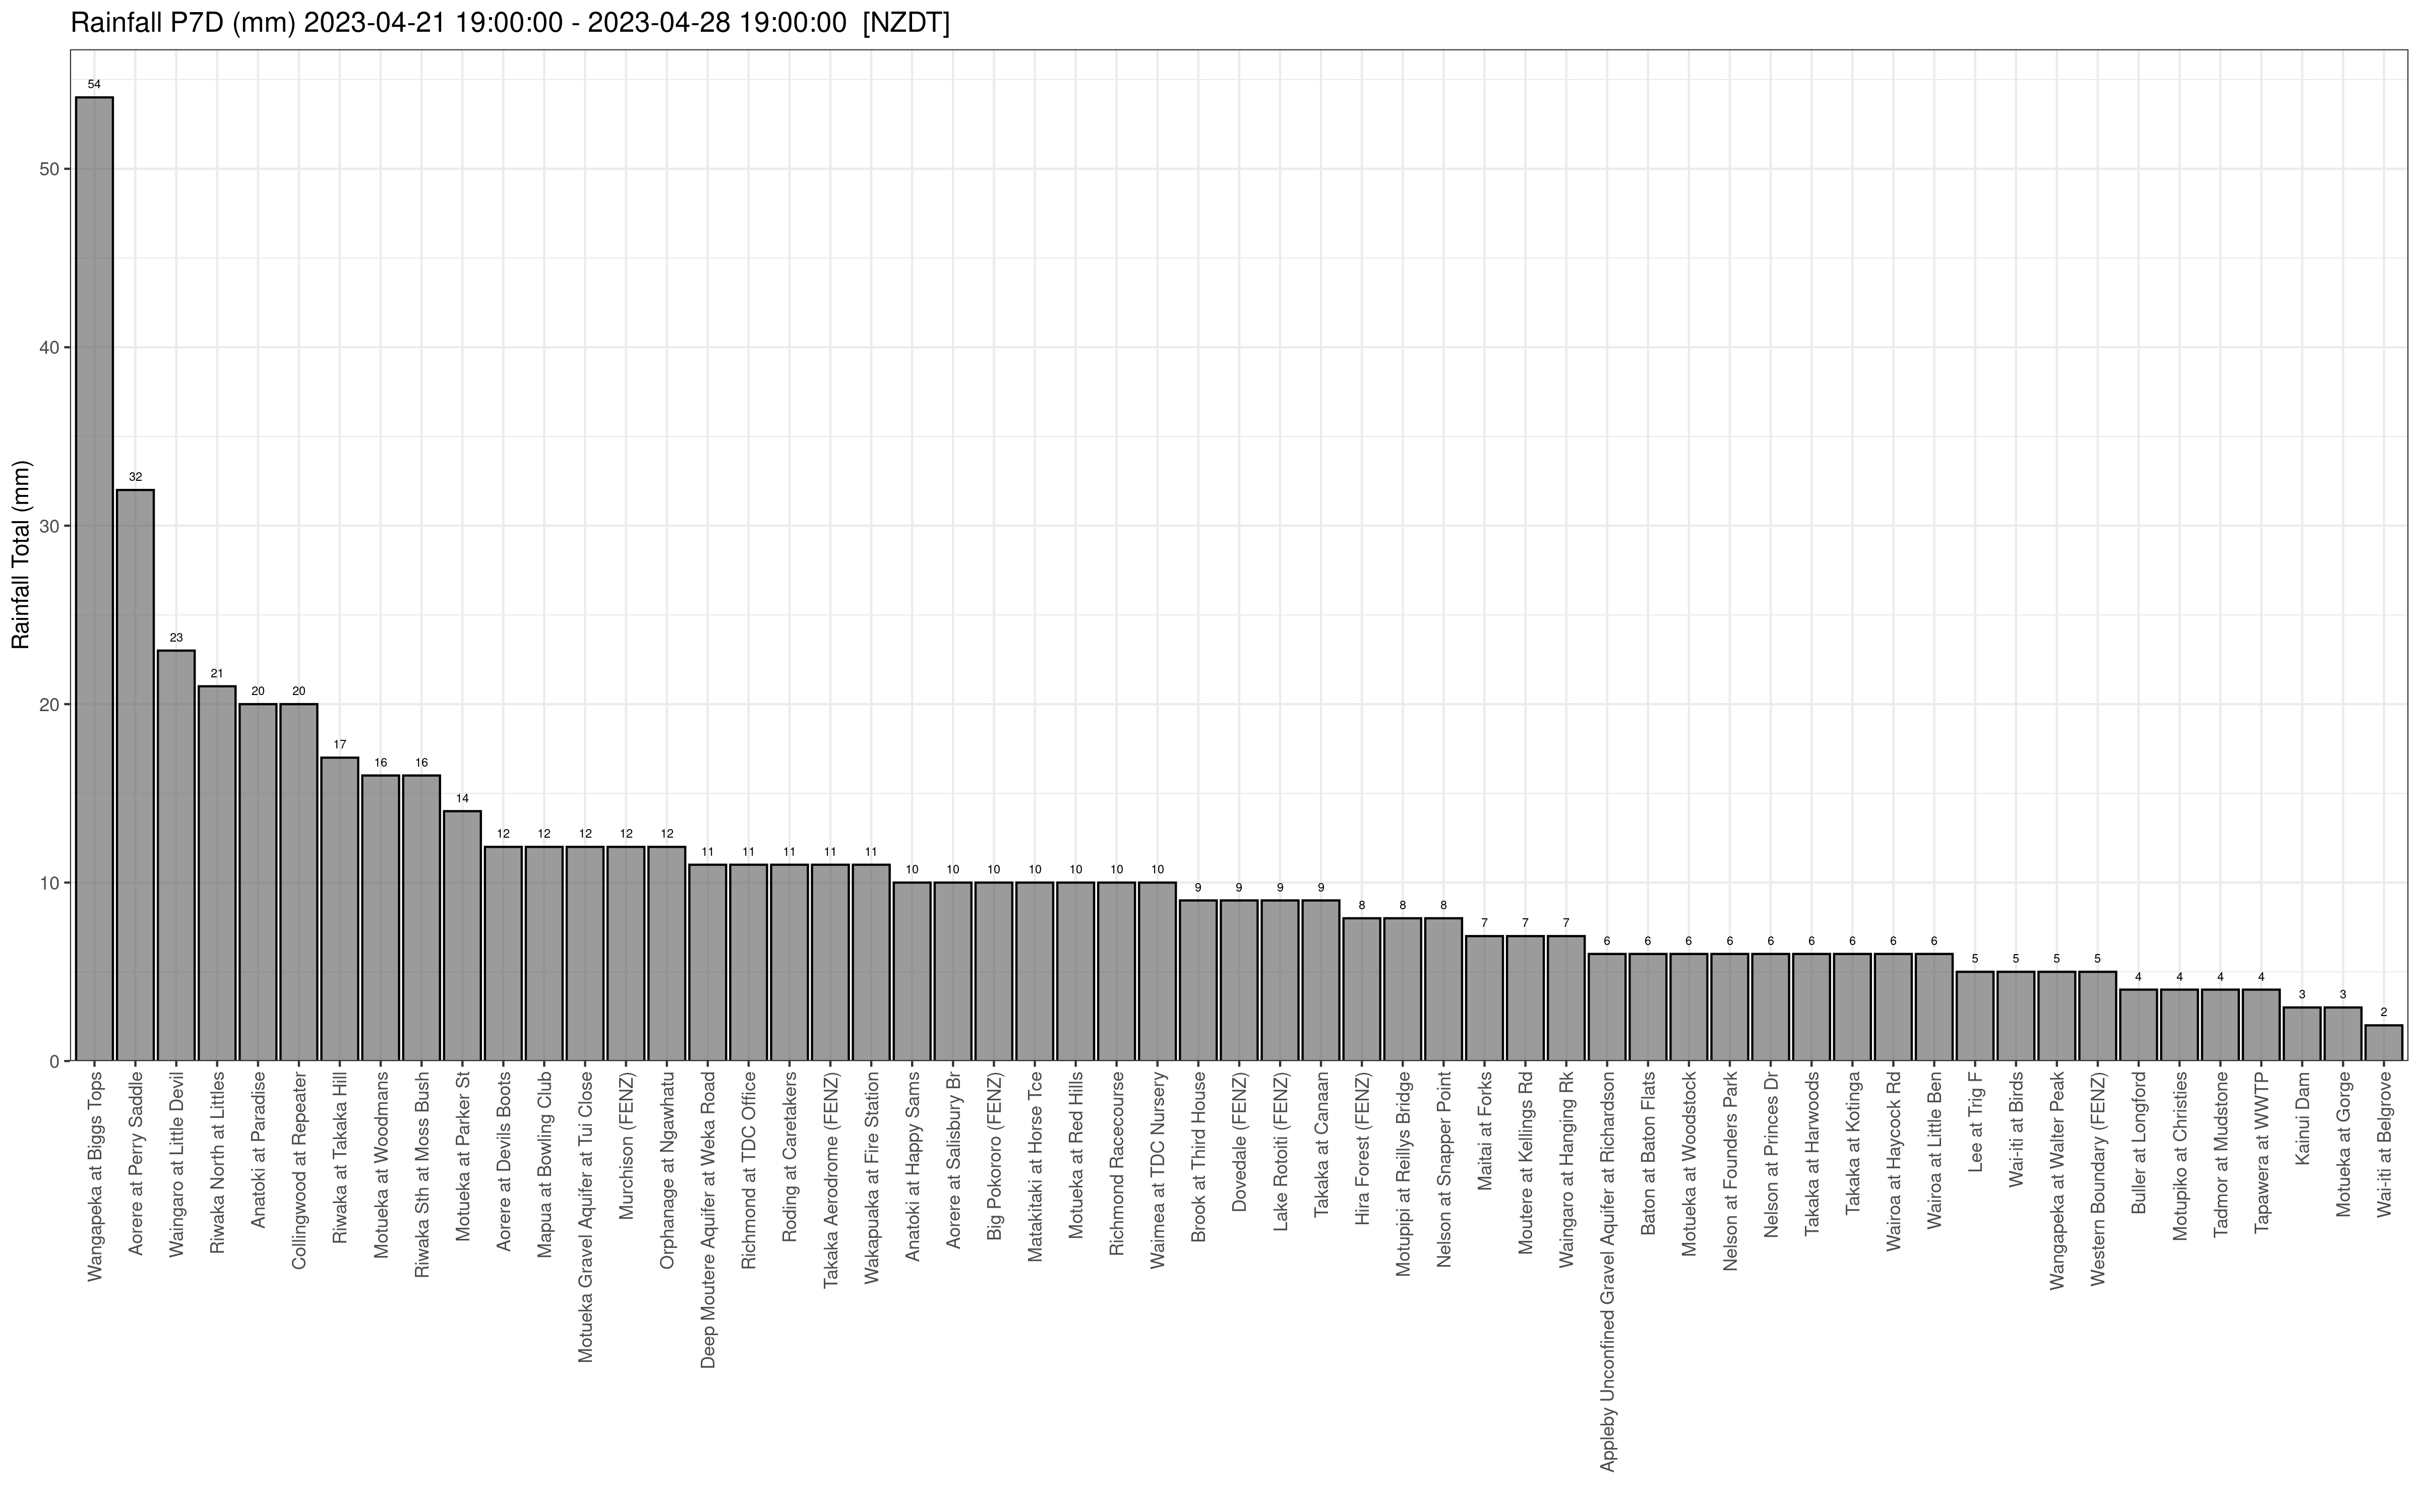 Rainfall P7D (mm) 2023-04-21 19:00:00 - 2023-04-28 19:00:00  [NZDT]
Rainfall Total (mm)
50
40
30
20
10
0
54
32
23
21
20
20
17
16
16
14
12
12
12
12
12
11
11
11
11
11
10
10
10
10
10
10
10
9
9
9
9
8
8
8
7
7
7
6
6
6
6
6
6
6
6
6
5
5
5
5
4
4
4
4
3
3
2
Wangapeka at Biggs Tops
Aorere at Perry Saddle
Waingaro at Little Devil
Riwaka North at Littles
Anatoki at Paradise
Collingwood at Repeater
Riwaka at Takaka Hill
Motueka at Woodmans
Riwaka Sth at Moss Bush
Motueka at Parker St
Aorere at Devils Boots
Mapua at Bowling Club
Motueka Gravel Aquifer at Tui Close
Murchison (FENZ)
Orphanage at Ngawhatu
Deep Moutere Aquifer at Weka Road
Richmond at TDC Office
Roding at Caretakers
Takaka Aerodrome (FENZ)
Wakapuaka at Fire Station
Anatoki at Happy Sams
Aorere at Salisbury Br
Big Pokororo (FENZ)
Matakitaki at Horse Tce
Motueka at Red Hills
Richmond Racecourse
Waimea at TDC Nursery
Brook at Third House
Dovedale (FENZ)
Lake Rotoiti (FENZ)
Takaka at Canaan
Hira Forest (FENZ)
Motupipi at Reillys Bridge
Nelson at Snapper Point
Maitai at Forks
Moutere at Kellings Rd
Waingaro at Hanging Rk
Appleby Unconfined Gravel Aquifer at Richardson
Baton at Baton Flats
Motueka at Woodstock
Nelson at Founders Park
Nelson at Princes Dr
Takaka at Harwoods
Takaka at Kotinga
Wairoa at Haycock Rd
Wairoa at Little Ben
Lee at Trig F
Wai-iti at Birds
Wangapeka at Walter Peak
Western Boundary (FENZ)
Buller at Longford
Motupiko at Christies
Tadmor at Mudstone
Tapawera at WWTP
Kainui Dam
Motueka at Gorge
Wai-iti at Belgrove